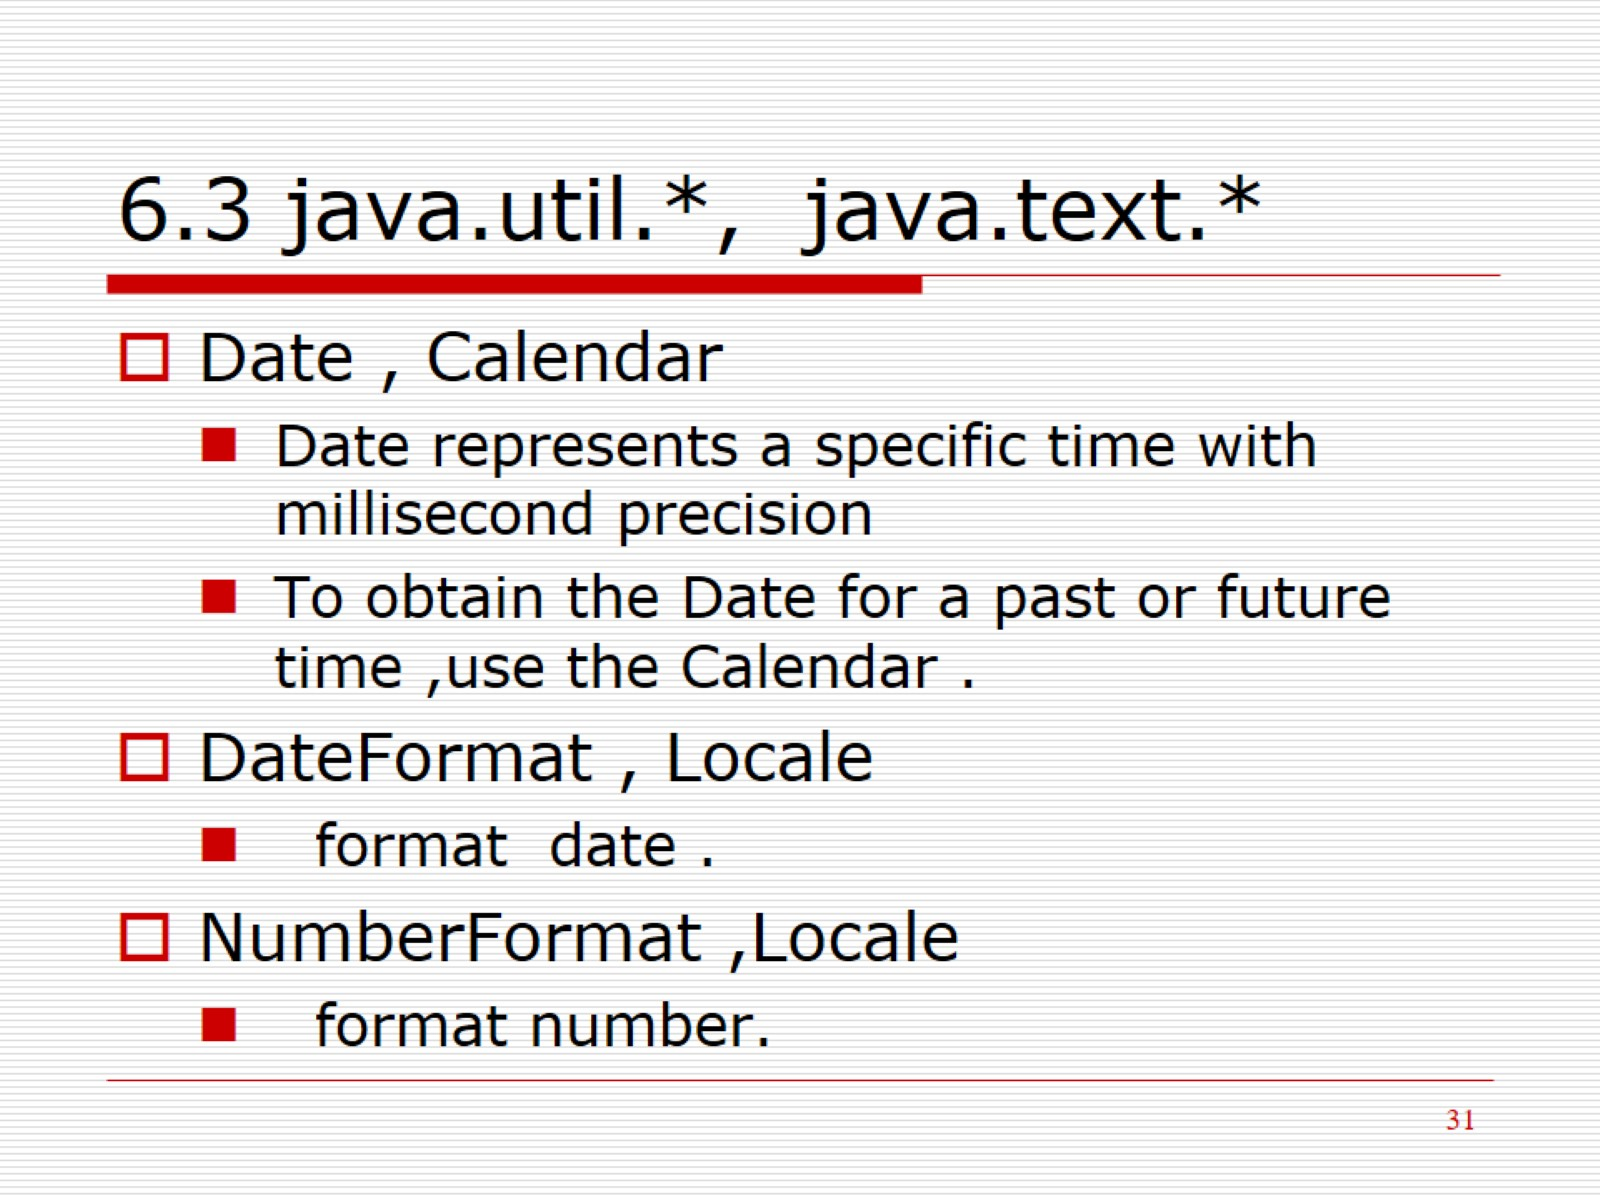 6.3 java.util.*,  java.text.*
Date , Calendar
Date represents a specific time with
millisecond precision
To obtain the Date for a past or future
time ,use the Calendar .
DateFormat , Locale
format  date .
NumberFormat ,Locale
format number.
31